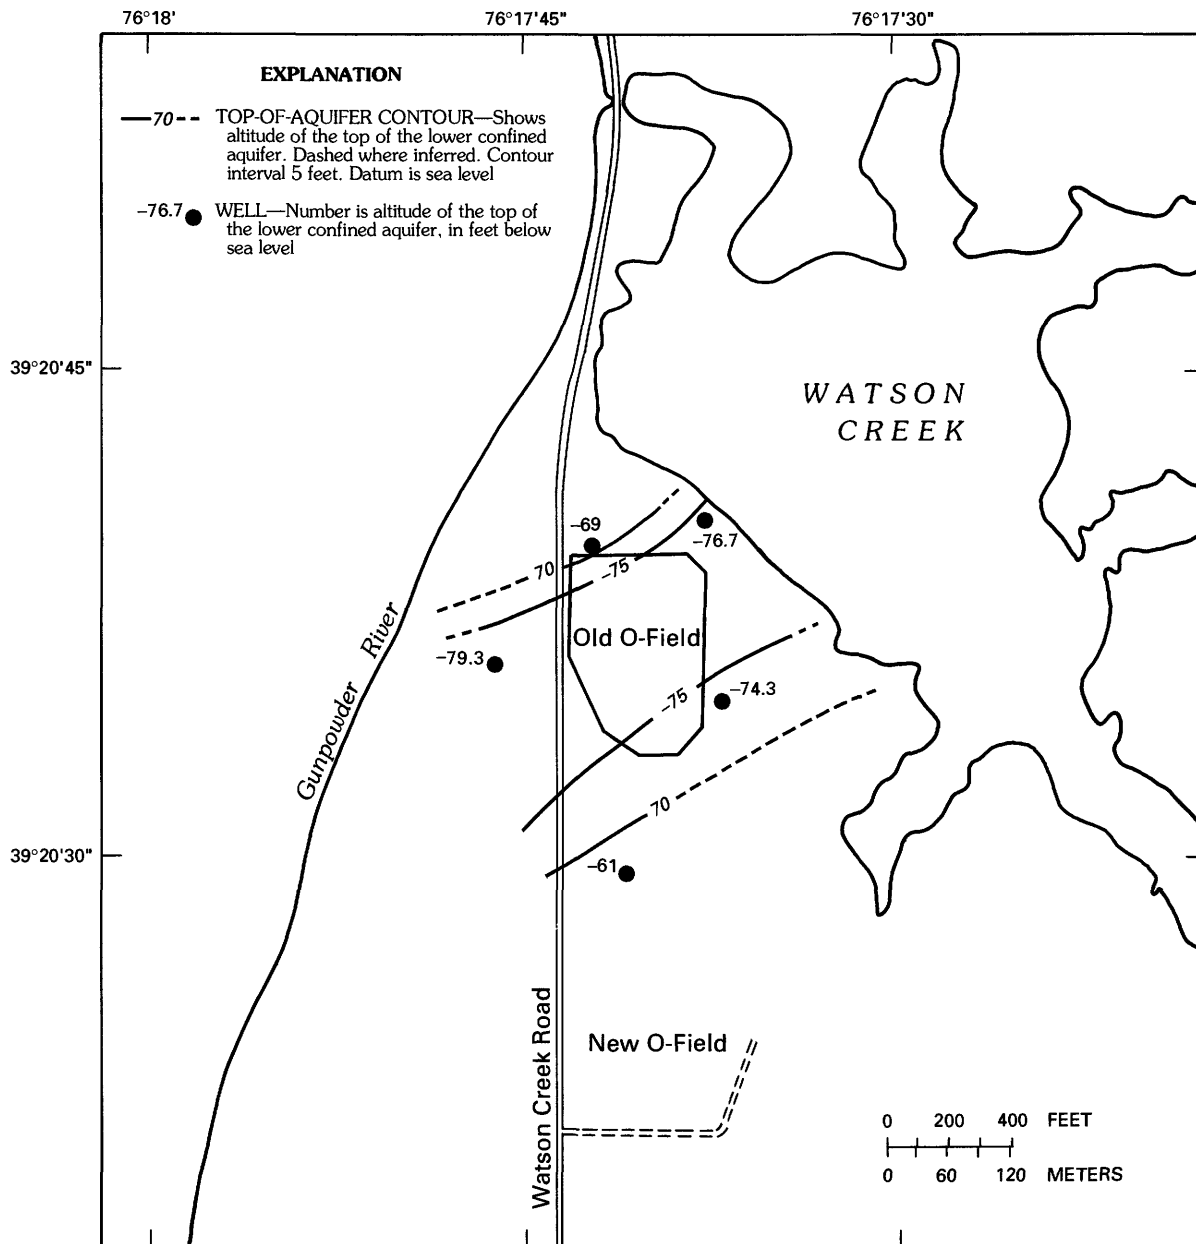 76°18'
76°17'45"
76°17'30"
EXPLANATION
70
TOP-OF-AQUIFER CONTOUR—Shows
altitude of the top of the lower confined
aquifer. Dashed where inferred. Contour
interval 5 feet. Datum is sea level
−76.7
WELL—Number is altitude of the top of
the lower confined aquifer, in feet below
sea level
39°20'45"
WATSON
CREEK
−69
−76.7
70
−75
Gunpowder River
Old O-Field
−79.3
−74.3
−75
70
39°20'30"
−61
Watson Creek Road
New O-Field
0 200 400 FEET
0 60 120 METERS